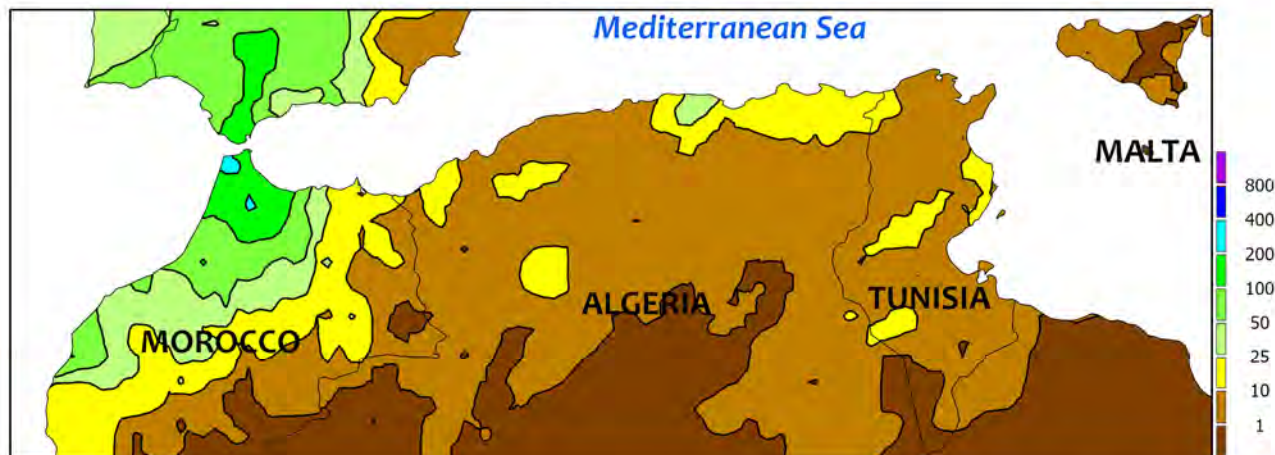 Mediterranean Sea
MALTA
800
400
200
100
50
25
10
1
ALGERIA
TUNISIA
MOROCCO